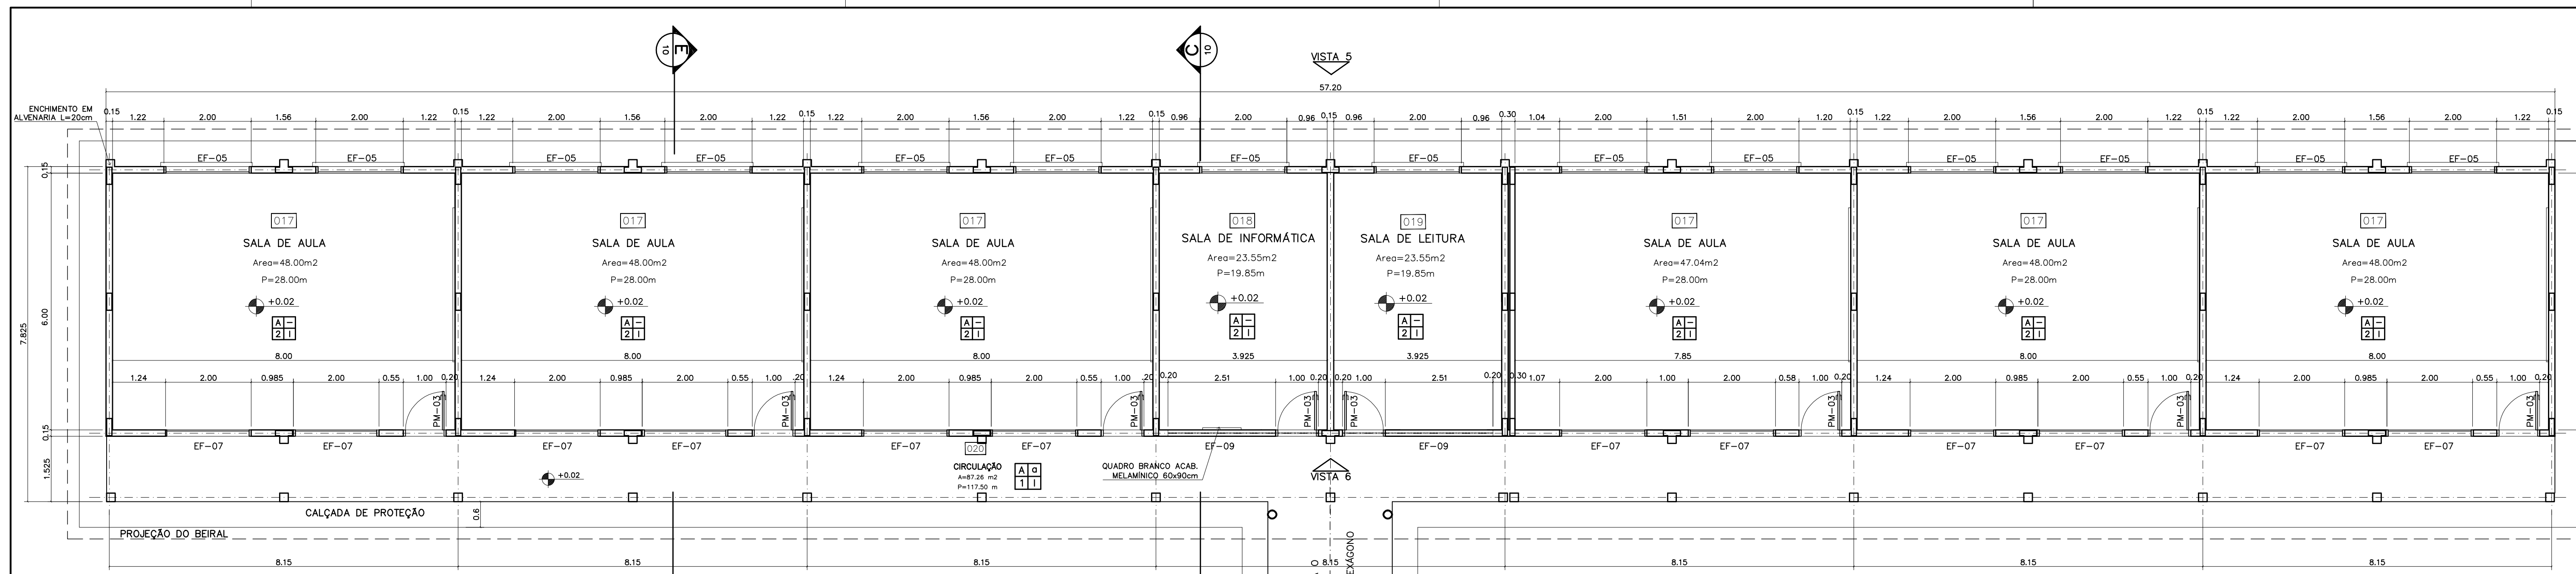 E
10
C
10
VISTA 5
57.20
ENCHIMENTO EM
ALVENARIA L=20cm
0.15 1.22 2.00 1.56 2.00 1.22 0.15 1.22 2.00 1.56 2.00 1.22 0.15 1.22 2.00 1.56 2.00 1.22 0.15 0.96 2.00 0.96 0.15 0.96 2.00 0.96 0.30 1.04 2.00 1.51 2.00 1.20 0.15 1.22 2.00 1.56 2.00 1.22 0.15 1.22 2.00 1.56 2.00 1.22 0.15
EF-05 EF-05 EF-05 EF-05 EF-05 EF-05 EF-05 EF-05 EF-05 EF-05 EF-05 EF-05 EF-05 EF-05
0.15
017 017 017 018 019 017 017 017
SALA DE AULA SALA DE AULA SALA DE AULA SALA DE INFORMÁTICA SALA DE LEITURA SALA DE AULA SALA DE AULA SALA DE AULA
Area=48.00m2 Area=48.00m2 Area=48.00m2 Area=23.55m2 Area=23.55m2 Area=47.04m2 Area=48.00m2 Area=48.00m2
P=28.00m P=28.00m P=28.00m P=19.85m P=19.85m P=28.00m P=28.00m P=28.00m
+0.02 +0.02 +0.02 +0.02 +0.02 +0.02 +0.02 +0.02
A - A - A - A - A - A - A - A -
2 I 2 I 2 I 2 I 2 I 2 I 2 I 2 I
6.00
7.825
8.00 8.00 8.00 3.925 3.925 7.85 8.00 8.00
1.24 2.00 0.985 2.00 0.55 1.00 0.20 1.24 2.00 0.985 2.00 0.55 1.00 .20 1.24 2.00 0.985 2.00 0.55 1.00 .20 0.20 2.51 1.00 0.20 0.20 1.00 2.51 0.20 0.30 1.07 2.00 1.00 2.00 0.58 1.00 0.20 1.24 2.00 0.985 2.00 0.55 1.00 0.20 1.24 2.00 0.985 2.00 0.55 1.00 0.20
PM-03 PM-03 PM-03 PM-03 PM-03 PM-03 PM-03 PM-03
0.15
EF-07 EF-07 EF-07 EF-07 EF-07 EF-07 EF-09 EF-09 EF-07 EF-07 EF-07 EF-07 EF-07 EF-07
020
1.525
+0.02
CIRCULAÇÃO
A=87.26 m2
P=117.50 m
A a
1 I
QUADRO BRANCO ACAB.
MELAMÍNICO 60x90cm
VISTA 6
CALÇADA DE PROTEÇÃO
0.6
PROJEÇÃO DO BEIRAL
EXÁGONO
8.15 8.15 8.15 8.15 8.15 8.15 8.15